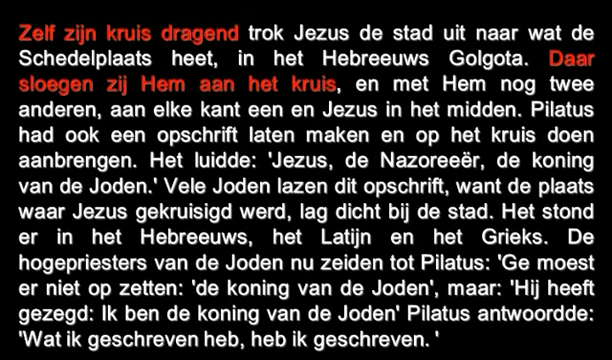 Zelf zijn kruis dragend trok Jezus de stad uit naar wat de
Schedelplaats heet, in het Hebreeuws Golgota. Daar
sloegen zij Hem aan het kruis, en met Hem nog twee
anderen, aan elke kant een en Jezus in het midden. Pilatus
had ook een opschrift laten maken en op het kruis doen
aanbrengen. Het luidde: 'Jezus, de Nazoreeër, de koning
van de Joden.' Vele Joden lazen dit opschrift, want de plaats
waar Jezus gekruisigd werd, lag dicht bij de stad. Het stond
er in het Hebreeuws, het Latijn en het Grieks. De
hogepriesters van de Joden nu zeiden tot Pilatus: 'Ge moest
er niet op zetten: 'de koning van de Joden', maar: 'Hij heeft
gezegd: Ik ben de koning van de Joden' Pilatus antwoordde:
'Wat ik geschreven heb, heb ik geschreven. '